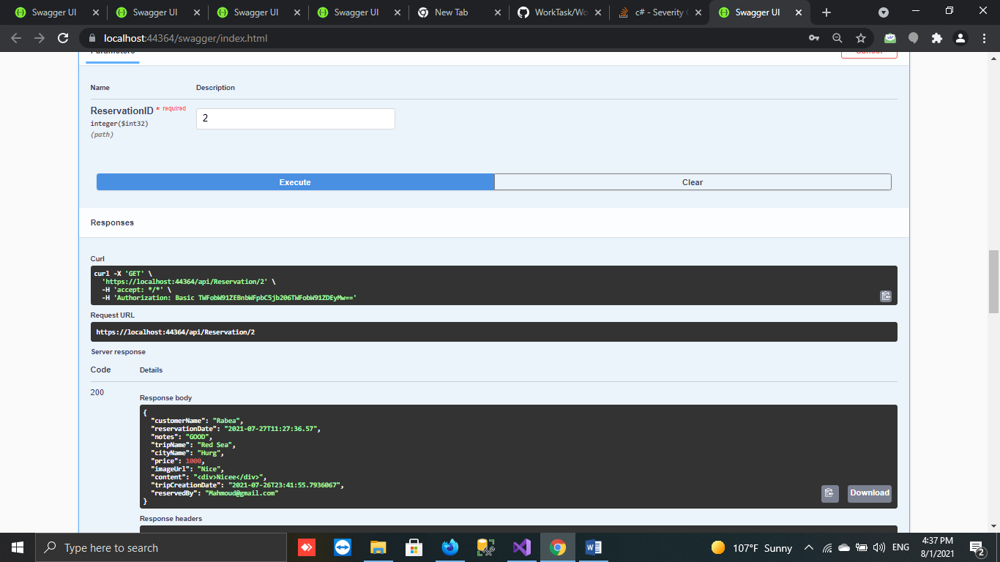 Swagger UI
Swagger UI
Swagger UI
Swagger UI
New Tab
WorkTask/Wo
c# - Severity
Swagger UI
localhost:44364/swagger/index.html
Parameters
Cancel
Name
Description
ReservationID * required
2
integer($int32)
(path)
Execute
Clear
Responses
Curl
curl -X 'GET' \
'https://localhost:44364/api/Reservation/2' \
-H 'accept: */*' \
-H 'Authorization: Basic TWFobW91ZEBnbWFpbC5jb206TWFobW91ZDEyMw=='
Request URL
https://localhost:44364/api/Reservation/2
Server response
Code
Details
200
Response body
{
"customerName": "Rabea",
"reservationDate": "2021-07-27T11:27:36.57",
"notes": "GOOD",
"tripName": "Red Sea",
"cityName": "Hurg",
"price": 1000,
"imageUrl": "Nice",
"content": "<div>Nicee</div>",
"tripCreationDate": "2021-07-26T23:41:55.7936067",
"reservedBy": "Mahmoud@gmail.com"
}
Download
Response headers
Type here to search
107°F Sunny
ENG
4:37 PM
8/1/2021
2